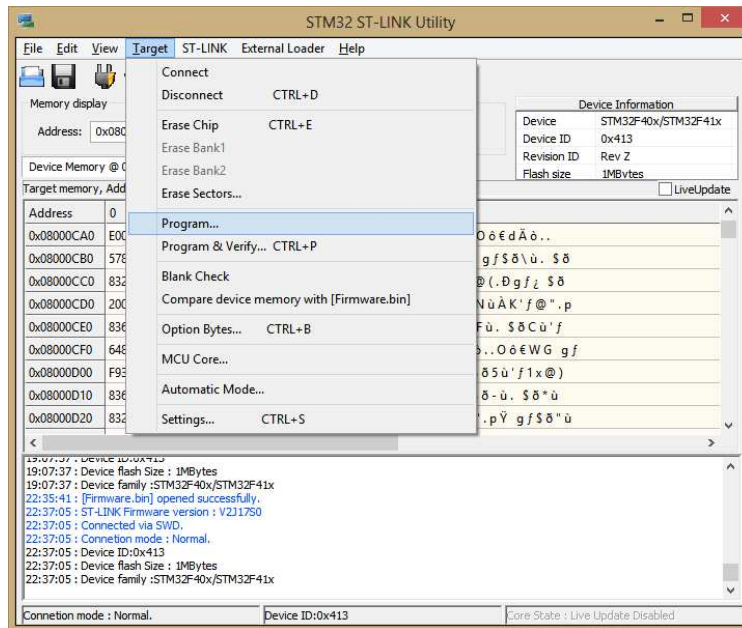 STM32 ST-LINK Utility
File Edit View Target ST-LINK External Loader Help
Memory display
Address: 0x080
Device Memory @
Target memory, Add
Connect
Disconnect CTRL+D
Erase Chip CTRL+E
Erase Bank1
Erase Bank2
Erase Sectors...
Program...
Program & Verify... CTRL+P
Blank Check
Compare device memory with [Firmware.bin]
Option Bytes... CTRL+B
MCU Core...
Automatic Mode...
Settings... CTRL+S
Device Information
Device STM32F40x/STM32F41x
Device ID 0x413
Revision ID Rev Z
Flash size 1MBytes
LiveUpdate
Address 0
0x08000CA0 E00
0x08000CB0 578
0x08000CC0 832
0x08000CD0 200
0x08000CE0 836
0x08000CF0 648
0x08000D00 F93
0x08000D10 836
0x08000D20 832
19:07:37 : Device ID:0x413
19:07:37 : Device flash Size : 1MBytes
19:07:37 : Device family :STM32F40x/STM32F41x
22:35:41 : [Firmware.bin] opened successfully.
22:37:05 : ST-LINK Firmware version : V2J17S0
22:37:05 : Connected via SWD.
22:37:05 : Connetion mode : Normal.
22:37:05 : Device ID:0x413
22:37:05 : Device flash Size : 1MBytes
22:37:05 : Device family :STM32F40x/STM32F41x
Connetion mode : Normal.
Device ID:0x413
Core State : Live Update Disabled